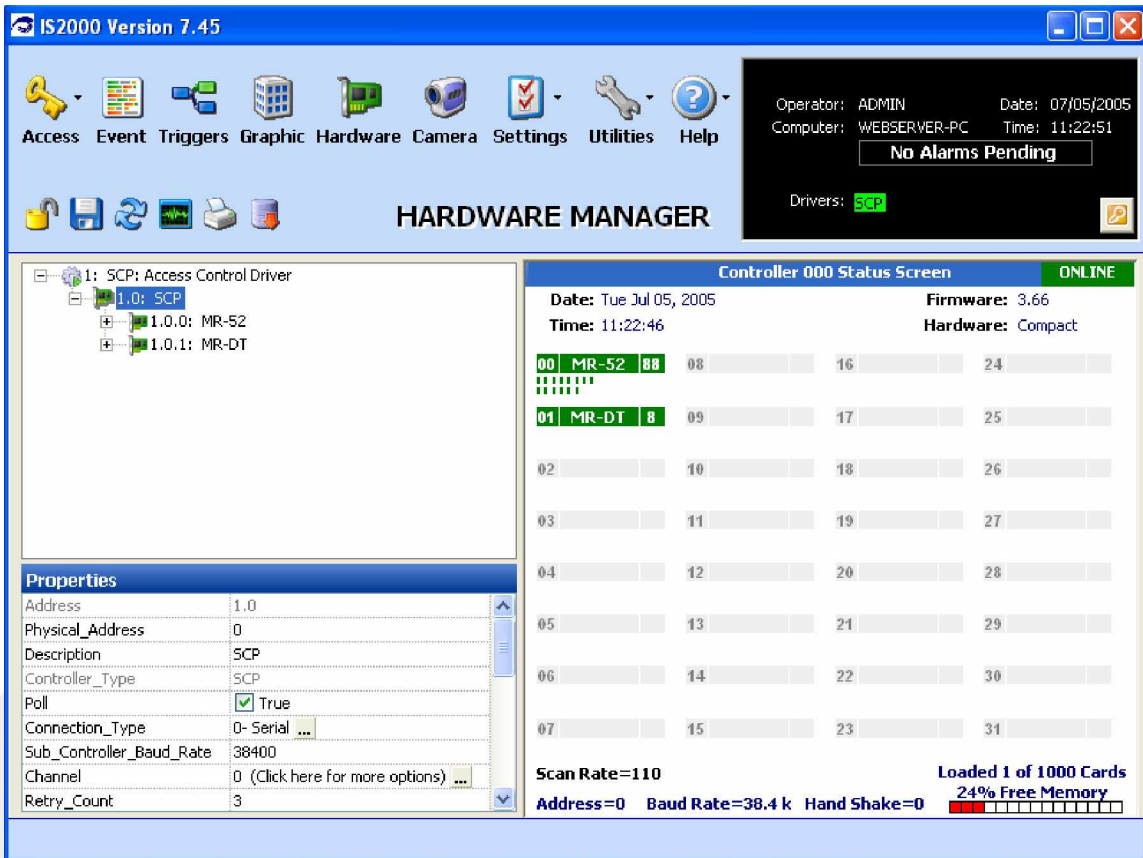 IS2000 Version 7.45
Access Event Triggers Graphic Hardware Camera Settings Utilities Help
Operator: ADMIN Date: 07/05/2005
Computer: WEBSERVER-PC Time: 11:22:51
No Alarms Pending
Drivers: SCP
HARDWARE MANAGER
1: SCP: Access Control Driver
1.0: SCP
1.0.0: MR-52
1.0.1: MR-DT
Properties
Address 1.0
Physical_Address 0
Description SCP
Controller_Type SCP
Poll True
Connection_Type 0- Serial ...
Sub_Controller_Baud_Rate 38400
Channel 0 (Click here for more options) ...
Retry_Count 3
Controller 000 Status Screen ONLINE
Date: Tue Jul 05, 2005 Firmware: 3.66
Time: 11:22:46 Hardware: Compact
00 MR-52 88 08 16 24
01 MR-DT 8 09 17 25
02 10 18 26
03 11 19 27
04 12 20 28
05 13 21 29
06 14 22 30
07 15 23 31
Scan Rate=110 Loaded 1 of 1000 Cards
24% Free Memory
Address=0 Baud Rate=38.4 k Hand Shake=0